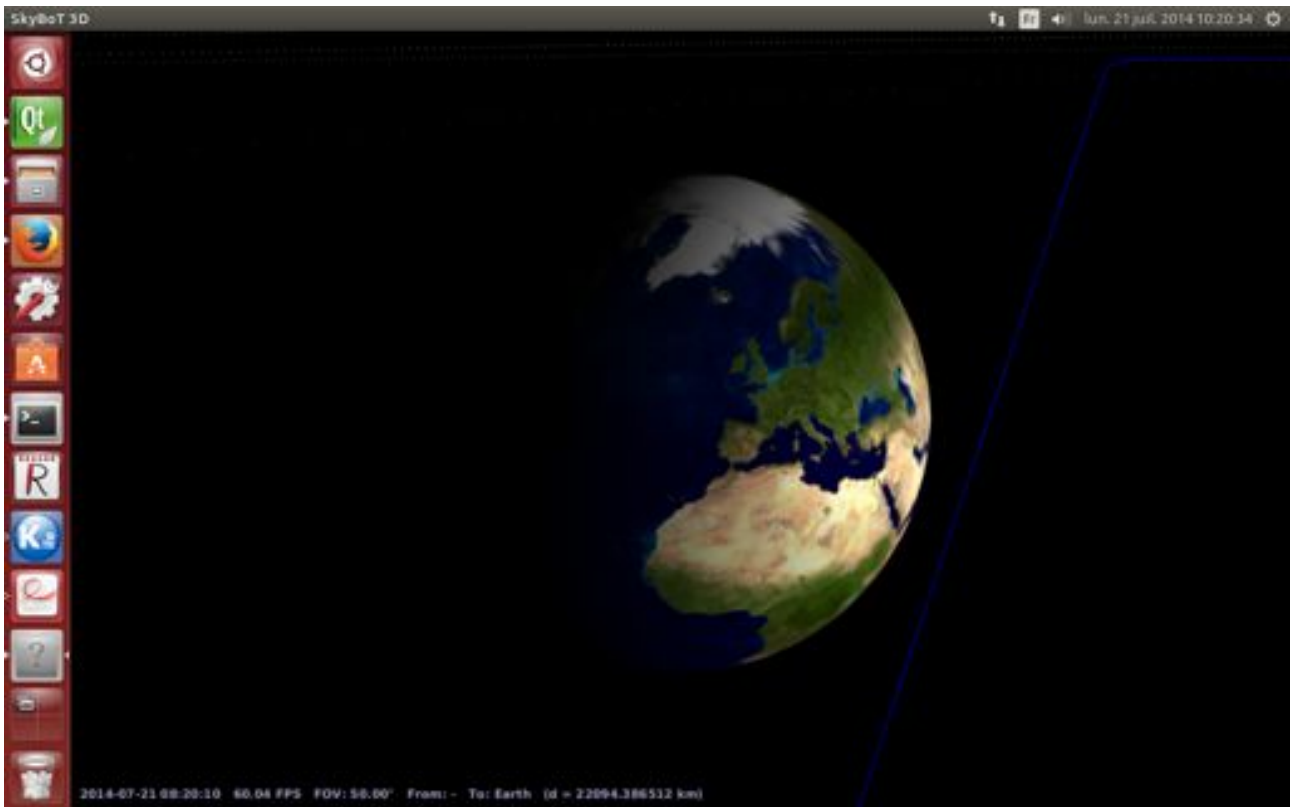 SkyBoT 3D
Fr lun. 21 juil. 2014 10:20:34
Qt
A
>_
R
K
?
2014-07-21 08:20:10 60.04 FPS FOV: 50.00° From: - To: Earth (d = 22094.386512 km)